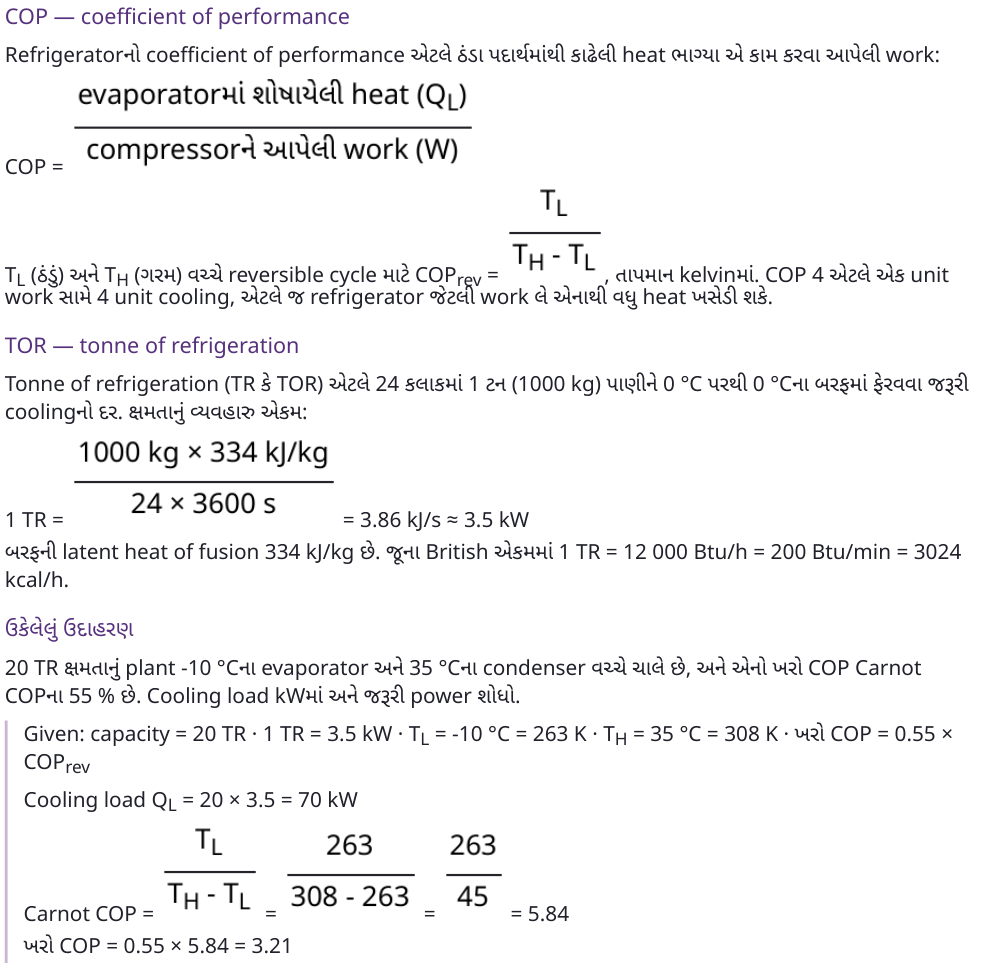 COP — coefficient of performance
Refrigeratorનો coefficient of performance એટલે ઠંડા પદાર્થમાંથી કાઢેલી heat ભાગ્યા એ કામ કરવા આપેલી work:
evaporatorમાં શોષાયેલી heat (QL)
compressorને આપેલી work (W)
COP =
TL
TH - TL
TL (ઠંડું) અને TH (ગરમ) વચ્ચે reversible cycle માટે COPrev = , તાપમાન kelvinમાં. COP 4 એટલે એક unit
work સામે 4 unit cooling, એટલે જ refrigerator જેટલી work લે એનાથી વધુ heat ખસેડી શકે.
TOR — tonne of refrigeration
Tonne of refrigeration (TR કે TOR) એટલે 24 કલાકમાં 1 ટન (1000 kg) પાણીને 0 °C પરથી 0 °Cના બરફમાં ફેરવવા જરૂરી
coolingનો દર. ક્ષમતાનું વ્યવહારુ એકમ:
1000 kg × 334 kJ/kg
24 × 3600 s
1 TR = = 3.86 kJ/s ≈ 3.5 kW
બરફની latent heat of fusion 334 kJ/kg છે. જૂના British એકમમાં 1 TR = 12 000 Btu/h = 200 Btu/min = 3024
kcal/h.
ઉકેલેલું ઉદાહરણ
20 TR ક્ષમતાનું plant -10 °Cના evaporator અને 35 °Cના condenser વચ્ચે ચાલે છે, અને એનો ખરો COP Carnot
COPના 55 % છે. Cooling load kWમાં અને જરૂરી power શોધો.
Given: capacity = 20 TR · 1 TR = 3.5 kW · TL = -10 °C = 263 K · TH = 35 °C = 308 K · ખરો COP = 0.55 ×
COPrev
Cooling load QL = 20 × 3.5 = 70 kW
TL 263 263
TH - TL 308 - 263 45
Carnot COP = = = = 5.84
ખરો COP = 0.55 × 5.84 = 3.21